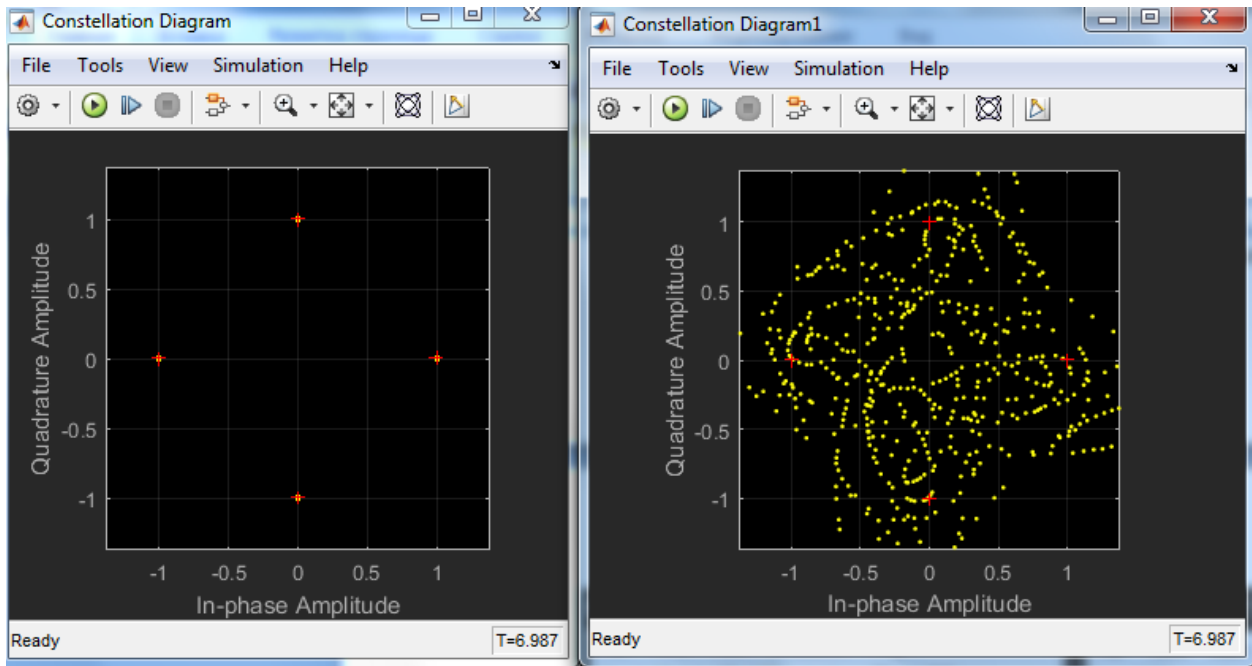 Constellation Diagram
File Tools View Simulation Help
1
0.5
0
-0.5
-1
Quadrature Amplitude
-1 -0.5 0 0.5 1
In-phase Amplitude
Ready T=6.987
Constellation Diagram1
File Tools View Simulation Help
1
0.5
0
-0.5
-1
Quadrature Amplitude
-1 -0.5 0 0.5 1
In-phase Amplitude
Ready T=6.987